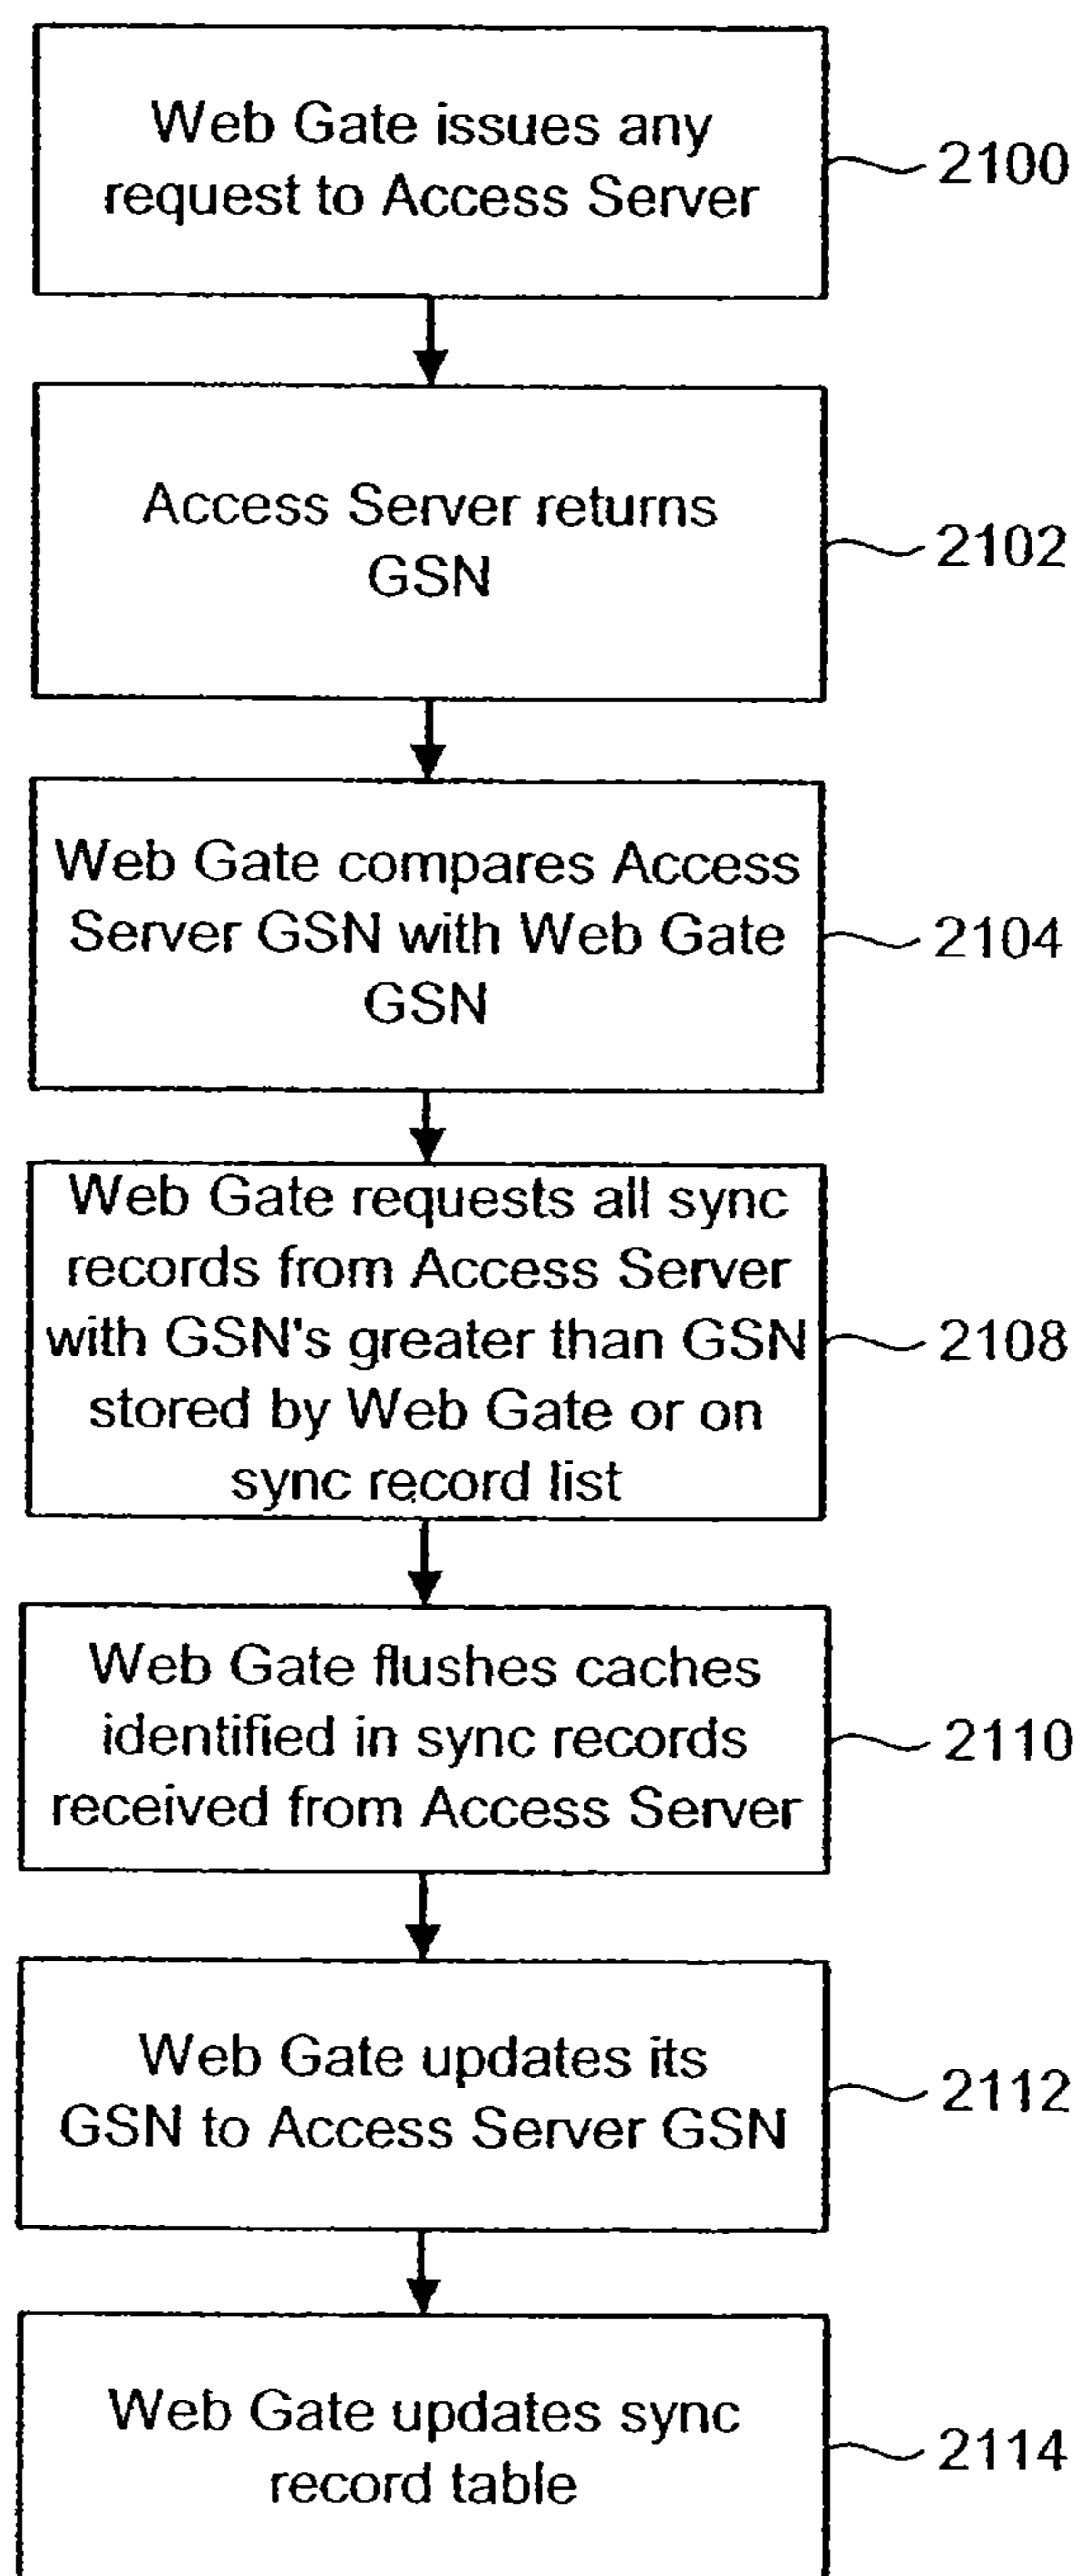 Web Gate issues any
request to Access Server
2100
Access Server returns
GSN
2102
Web Gate compares Access
Server GSN with Web Gate
GSN
2104
Web Gate requests all sync
records from Access Server
with GSN's greater than GSN
stored by Web Gate or on
sync record list
2108
Web Gate flushes caches
identified in sync records
received from Access Server
2110
Web Gate updates its
GSN to Access Server GSN
2112
Web Gate updates sync
record table
2114